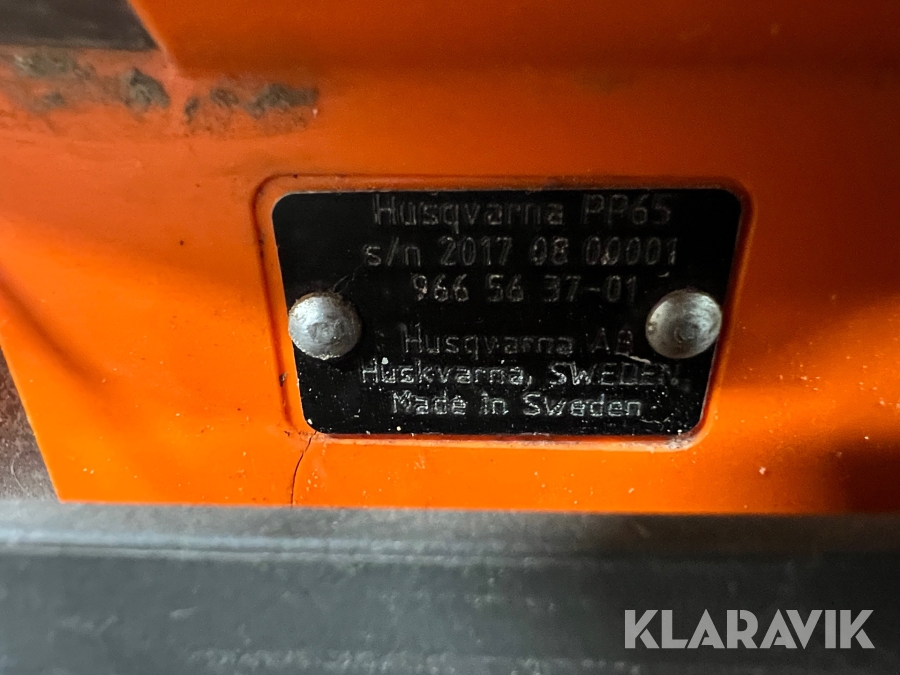 Husqvarna PP65
s/n 2017 08 00001
966 56 37-01
Husqvarna AB
Huskvarna, SWEDEN
Made in Sweden
KLARAVIK